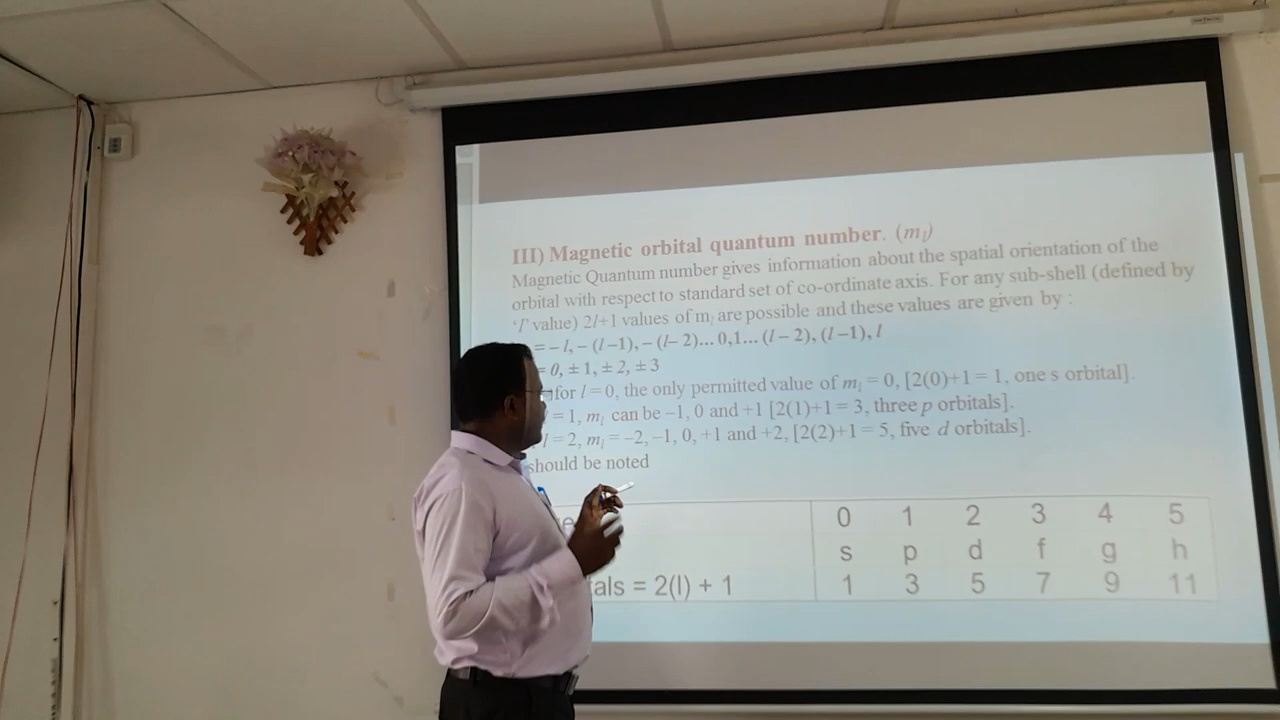 III) Magnetic orbital quantum number. (mₗ)
Magnetic Quantum number gives information about the spatial orientation of the
orbital with respect to standard set of co-ordinate axis. For any sub-shell (defined by
'l' value) 2l+1 values of mₗ are possible and these values are given by :
= – l, – (l–1), – (l– 2)... 0,1... (l – 2), (l –1), l
= 0, ± 1, ± 2, ± 3
for l = 0, the only permitted value of mₗ = 0, [2(0)+1 = 1, one s orbital].
= 1, mₗ can be –1, 0 and +1 [2(1)+1 = 3, three p orbitals].
l = 2, mₗ = –2, –1, 0, +1 and +2, [2(2)+1 = 5, five d orbitals].
should be noted
0 1 2 3 4 5
s p d f g h
= 2(l) + 1 1 3 5 7 9 11